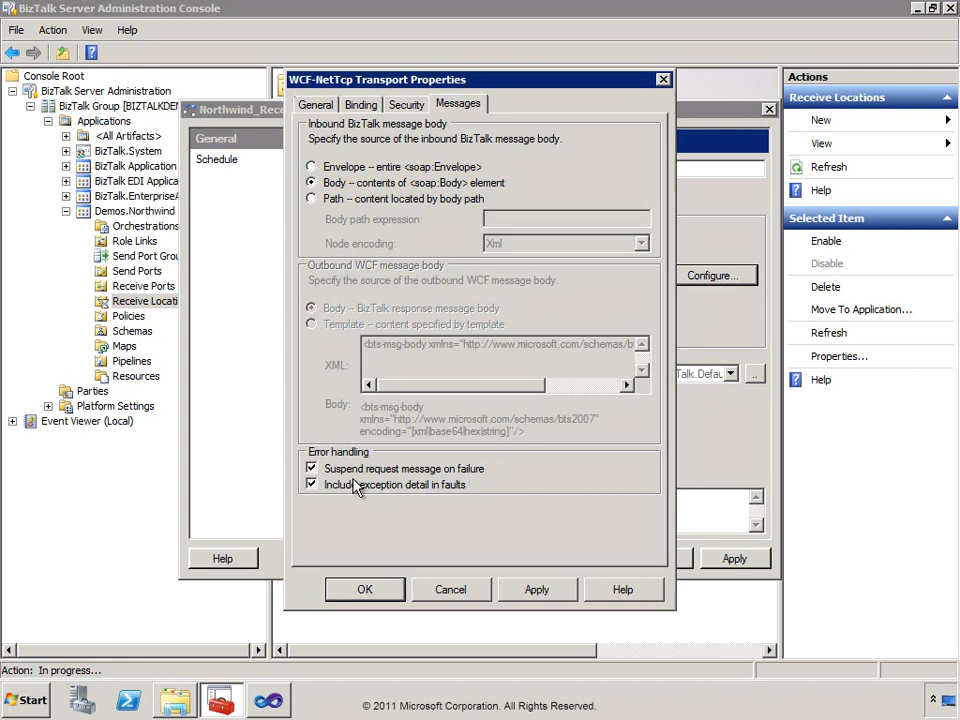 BizTalk Server Administration Console
File Action View Help
Console Root
BizTalk Server Administration
BizTalk Group [BIZTALKDEM
Applications
<All Artifacts>
BizTalk.System
BizTalk Application
BizTalk EDI Applica
BizTalk.EnterpriseA
Demos.Northwind
Orchestrations
Role Links
Send Port Grou
Send Ports
Receive Ports
Receive Locati
Policies
Schemas
Maps
Pipelines
Resources
Parties
Platform Settings
Event Viewer (Local)
Northwind_Rece
General
Schedule
Help
Configure...
Talk.Defau
..
Apply
WCF-NetTcp Transport Properties
General Binding Security Messages
Inbound BizTalk message body
Specify the source of the inbound BizTalk message body.
Envelope -- entire <soap:Envelope>
Body -- contents of <soap:Body> element
Path -- content located by body path
Body path expression:
Node encoding: Xml
Outbound WCF message body
Specify the source of the outbound WCF message body.
Body -- BizTalk response message body
Template -- content specified by template
XML: <bts-msg-body xmlns="http://www.microsoft.com/schemas/b
Body: <bts-msg-body
xmlns="http://www.microsoft.com/schemas/bts2007"
encoding="[xml|base64|hex|string]"/>
Error handling
Suspend request message on failure
Include exception detail in faults
OK Cancel Apply Help
Actions
Receive Locations
New
View
Refresh
Help
Selected Item
Enable
Disable
Delete
Move To Application...
Refresh
Properties...
Help
Action: In progress...
Start
© 2011 Microsoft Corporation. All Rights Reserved.